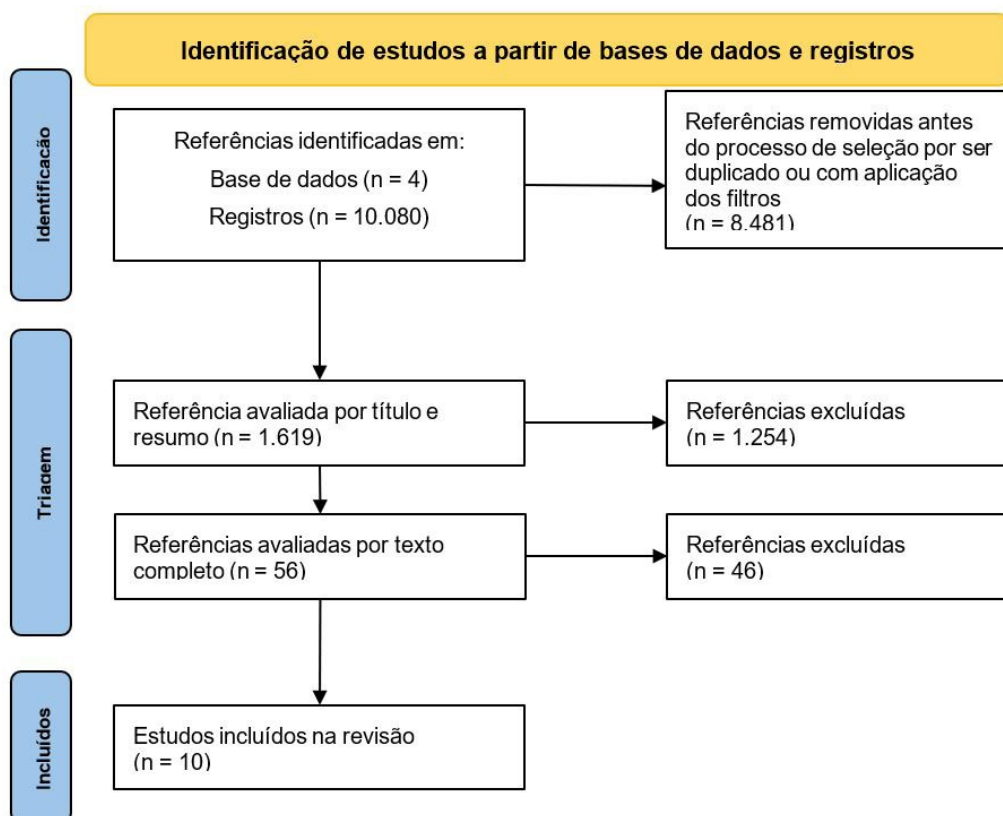 Identificação de estudos a partir de bases de dados e registros
Identificação
Referências identificadas em:
Base de dados (n = 4)
Registros (n = 10.080)
Referências removidas antes
do processo de seleção por ser
duplicado ou com aplicação
dos filtros
(n = 8.481)
Triagem
Referência avaliada por título e
resumo (n = 1.619)
Referências excluídas
(n = 1.254)
Referências avaliadas por texto
completo (n = 56)
Referências excluídas
(n = 46)
Incluídos
Estudos incluídos na revisão
(n = 10)